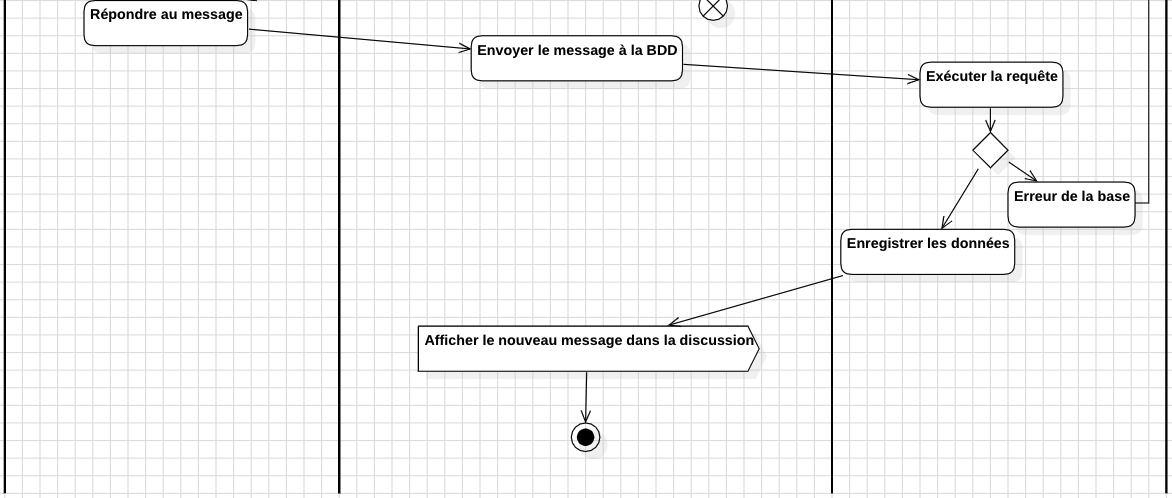 Répondre au message
Envoyer le message à la BDD
Exécuter la requête
Erreur de la base
Enregistrer les données
Afficher le nouveau message dans la discussion